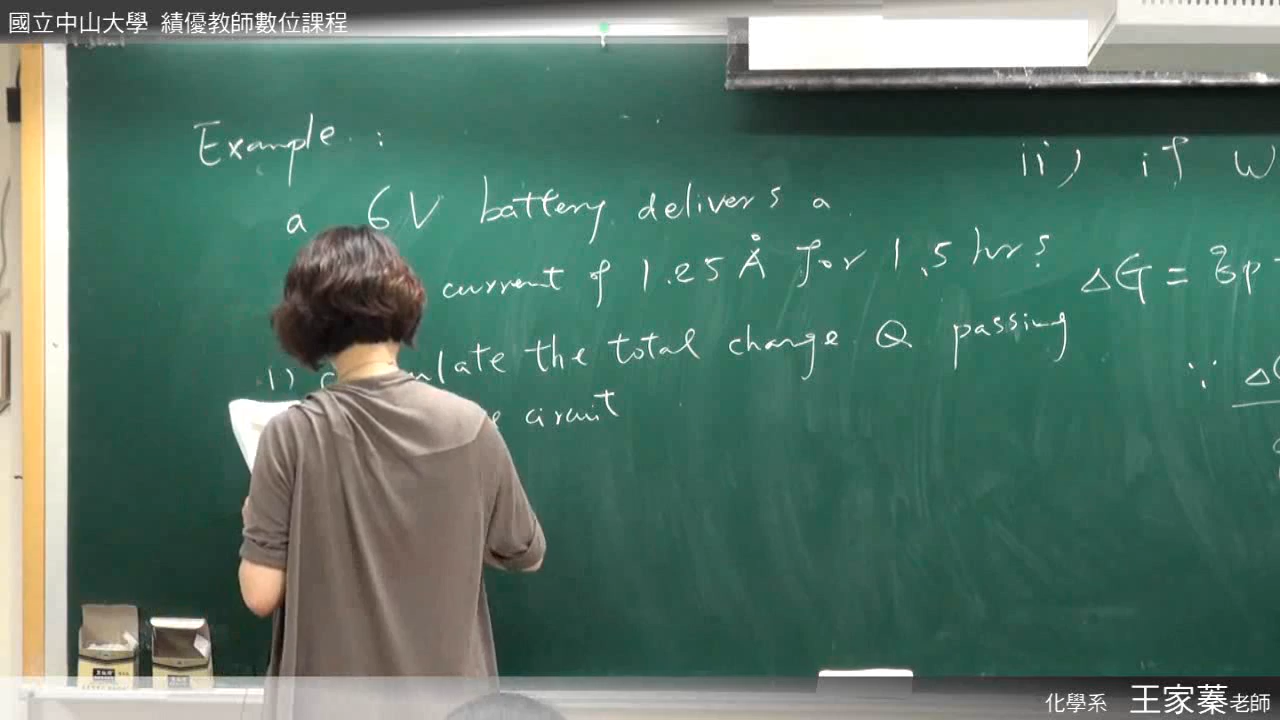 國立中山大學 績優教師數位課程
Example :
a 6V battery delivers a
current of 1.25 Å for 1.5 hrs
1) the total change Q passing
circuit
ii) if W
ΔG =
∵
化學系 王家蓁老師